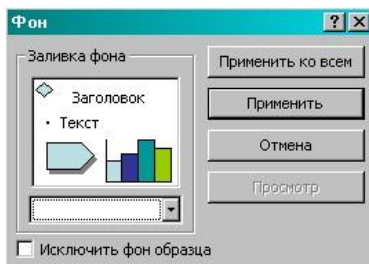 Фон
Заливка фона
Заголовок
• Текст
Применить ко всем
Применить
Отмена
Просмотр
Исключить фон образца